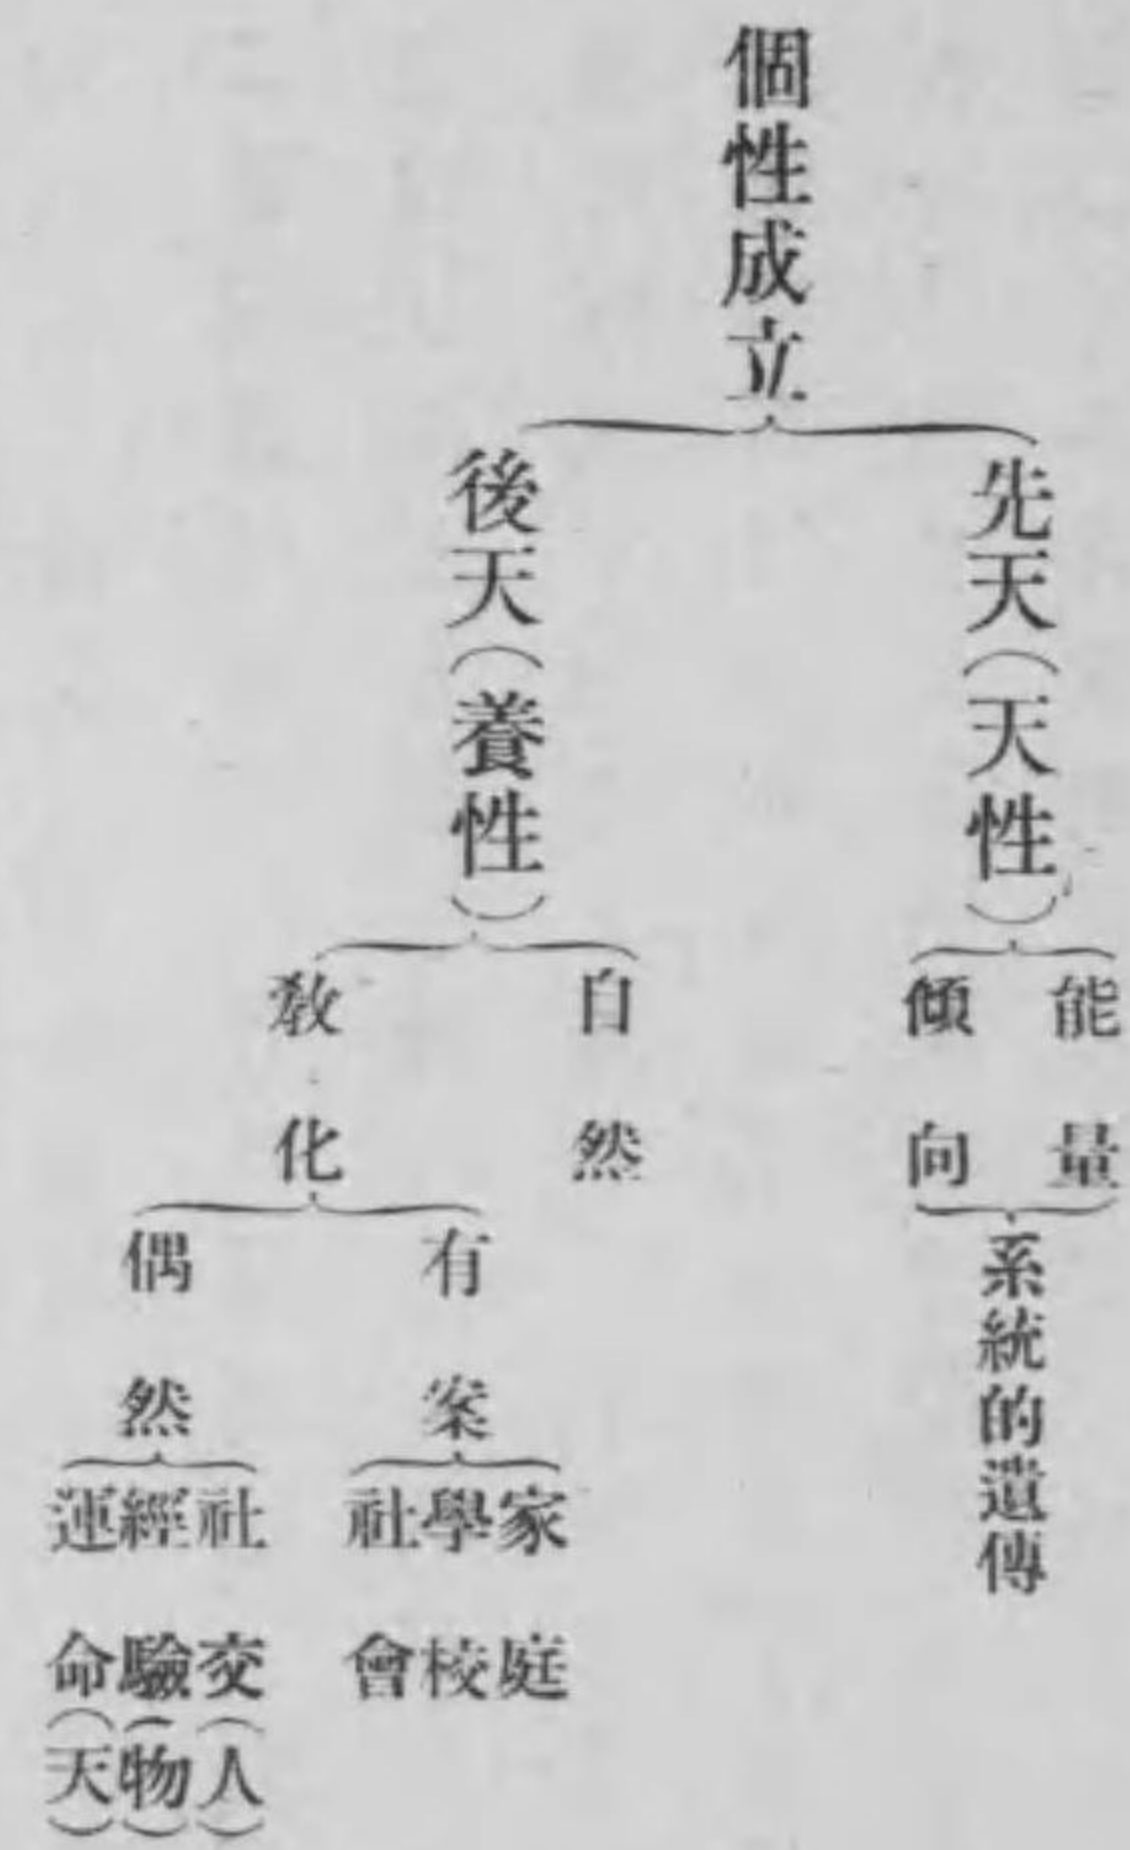 個性成立
先天(天性)
能量
傾向
系統的遺傳
後天(養性)
自然
敎化
有案
家庭
學校
社會
偶然
社交(人)
經驗(物)
運命(天)